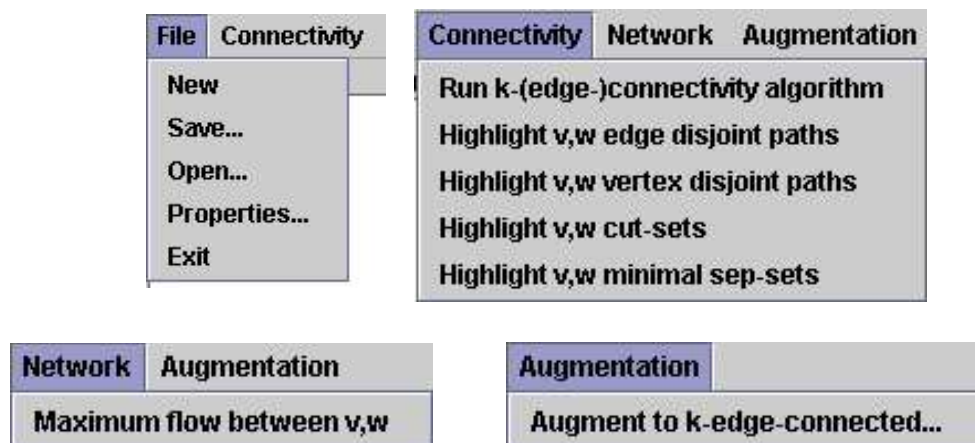 File Connectivity
New
Save...
Open...
Properties...
Exit
Connectivity Network Augmentation
Run k-(edge-)connectivity algorithm
Highlight v,w edge disjoint paths
Highlight v,w vertex disjoint paths
Highlight v,w cut-sets
Highlight v,w minimal sep-sets
Network Augmentation
Maximum flow between v,w
Augmentation
Augment to k-edge-connected...